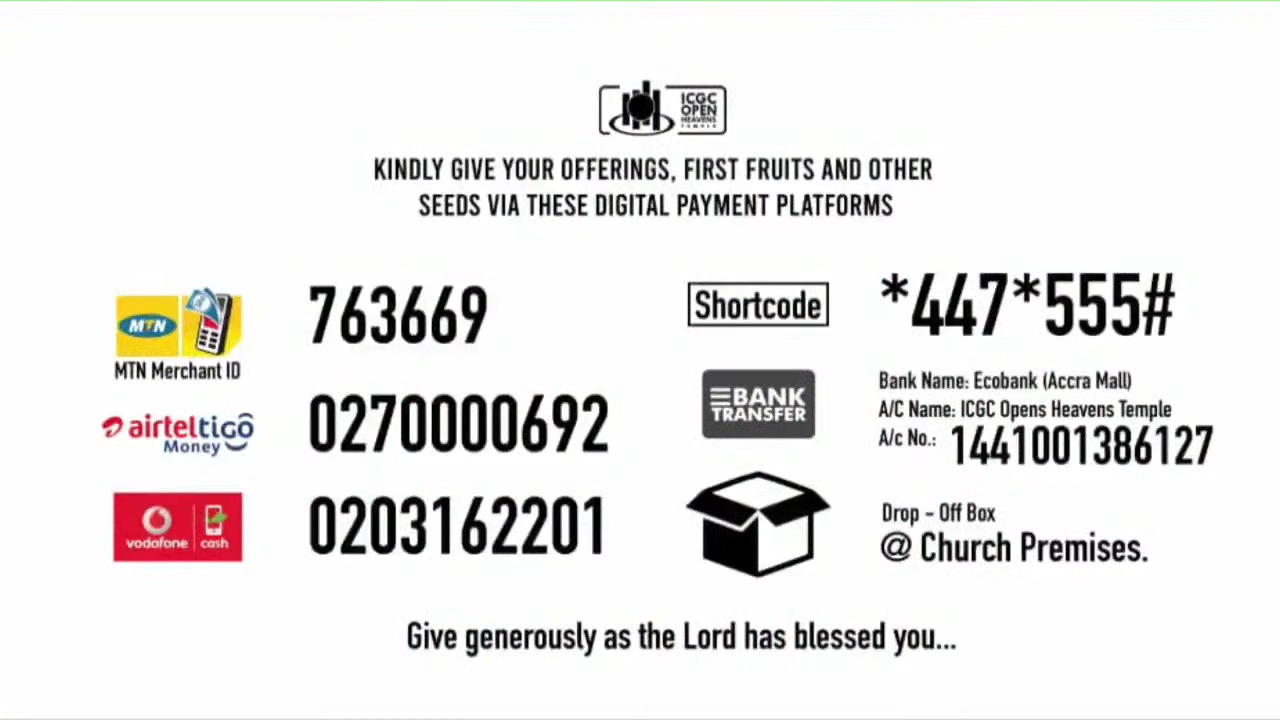 ICGC
OPEN
HEAVENS
TEMPLE
KINDLY GIVE YOUR OFFERINGS, FIRST FRUITS AND OTHER
SEEDS VIA THESE DIGITAL PAYMENT PLATFORMS
MTN
MTN Merchant ID
763669
airteltigo
Money
0270000692
vodafone
cash
0203162201
Shortcode
*447*555#
BANK
TRANSFER
Bank Name: Ecobank (Accra Mall)
A/C Name: ICGC Opens Heavens Temple
A/c No.: 1441001386127
Drop - Off Box
@ Church Premises.
Give generously as the Lord has blessed you...